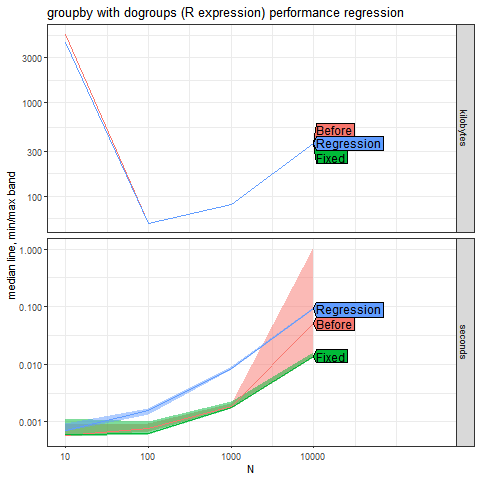 groupby with dogroups (R expression) performance regression
3000
1000
300
100
Before
Regression
Fixed
kilobytes
median line, min/max band
1.000
0.100
0.010
0.001
Regression
Before
Fixed
seconds
10
100
1000
10000
N